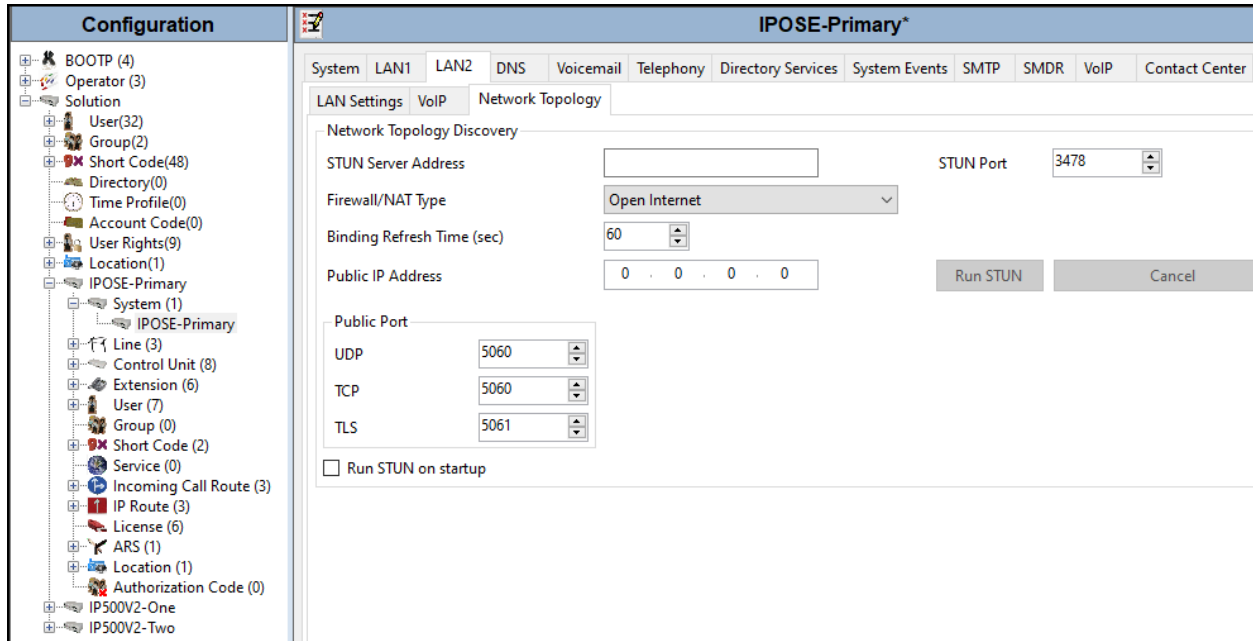 Configuration
BOOTP (4)
Operator (3)
Solution
User(32)
Group(2)
Short Code(48)
Directory(0)
Time Profile(0)
Account Code(0)
User Rights(9)
Location(1)
IPOSE-Primary
System (1)
IPOSE-Primary
Line (3)
Control Unit (8)
Extension (6)
User (7)
Group (0)
Short Code (2)
Service (0)
Incoming Call Route (3)
IP Route (3)
License (6)
ARS (1)
Location (1)
Authorization Code (0)
IP500V2-One
IP500V2-Two
IPOSE-Primary*
System LAN1 LAN2 DNS Voicemail Telephony Directory Services System Events SMTP SMDR VoIP Contact Center
LAN Settings VoIP Network Topology
Network Topology Discovery
STUN Server Address STUN Port 3478
Firewall/NAT Type Open Internet
Binding Refresh Time (sec) 60
Public IP Address 0 . 0 . 0 . 0 Run STUN Cancel
Public Port
UDP 5060
TCP 5060
TLS 5061
Run STUN on startup